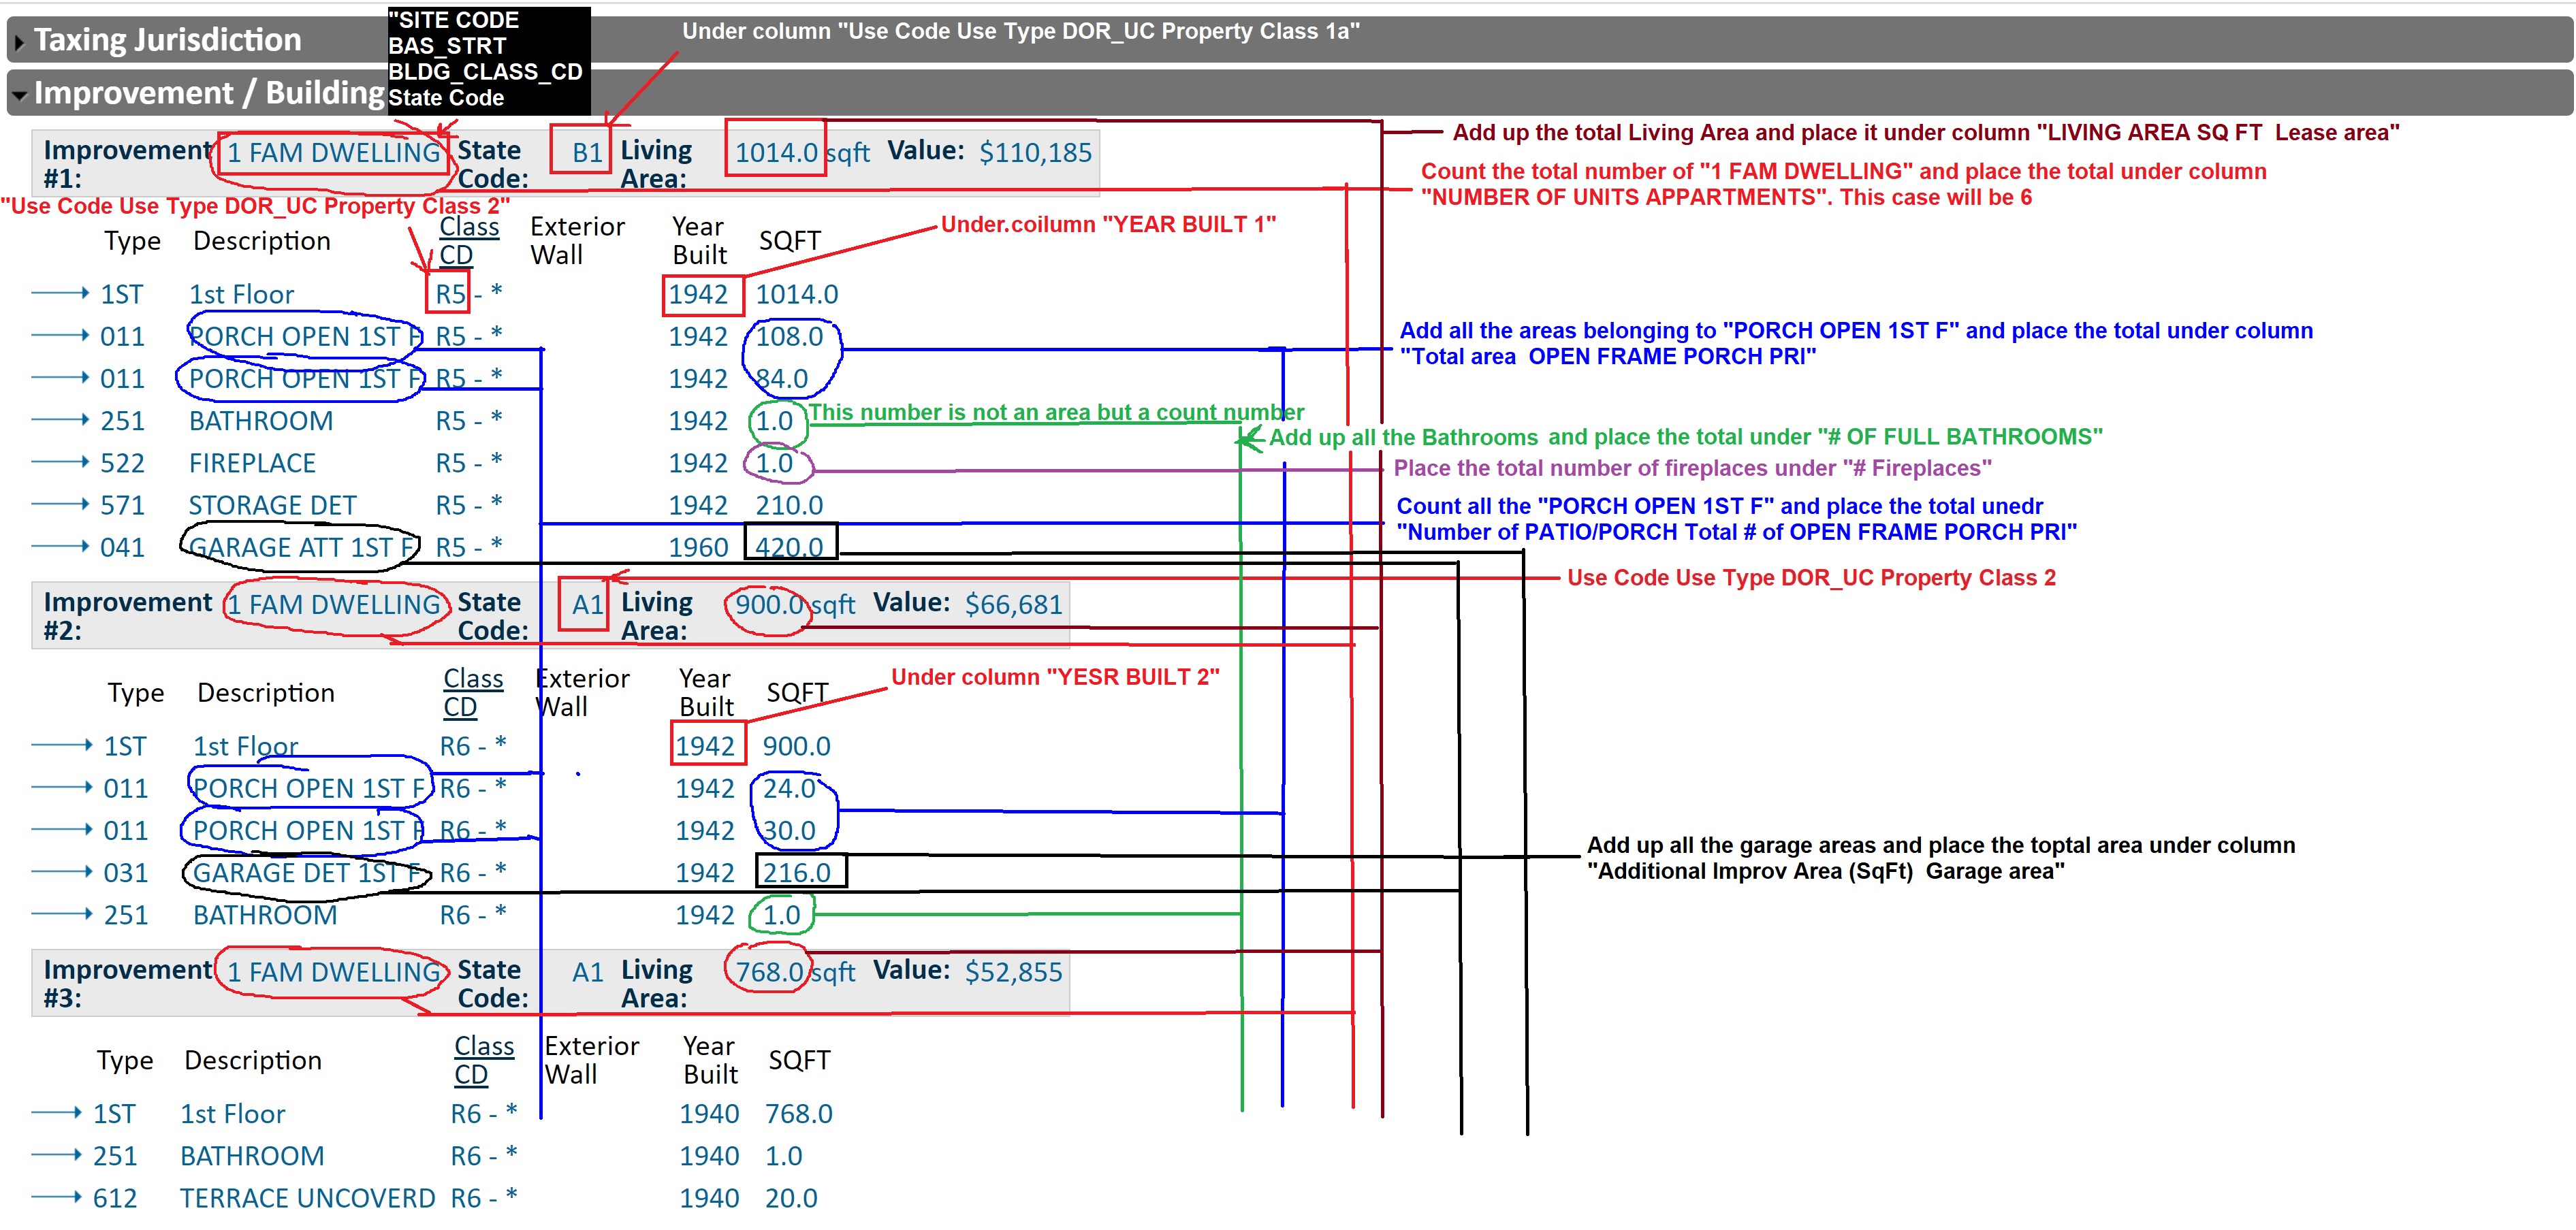 "SITE CODE
BAS_STRT
BLDG_CLASS_CD
State Code
Under column "Use Code Use Type DOR_UC Property Class 1a"
Taxing Jurisdiction
Improvement / Building
Improvement #1: 1 FAM DWELLING State Code: B1 Living Area: 1014.0 sqft Value: $110,185
Add up the total Living Area and place it under column "LIVING AREA SQ FT  Lease area"
Count the total number of "1 FAM DWELLING" and place the total under column
"NUMBER OF UNITS APPARTMENTS". This case will be 6
"Use Code Use Type DOR_UC Property Class 2"
Under.coilumn "YEAR BUILT 1"
Type Description Class CD Exterior Wall Year Built SQFT
1ST 1st Floor R5 - * 1942 1014.0
011 PORCH OPEN 1ST F R5 - * 1942 108.0
Add all the areas belonging to "PORCH OPEN 1ST F" and place the total under column
"Total area  OPEN FRAME PORCH PRI"
011 PORCH OPEN 1ST F R5 - * 1942 84.0
251 BATHROOM R5 - * 1942 1.0
This number is not an area but a count number
Add up all the Bathrooms and place the total under "# OF FULL BATHROOMS"
522 FIREPLACE R5 - * 1942 1.0
Place the total number of fireplaces under "# Fireplaces"
571 STORAGE DET R5 - * 1942 210.0
Count all the "PORCH OPEN 1ST F" and place the total unedr
"Number of PATIO/PORCH Total # of OPEN FRAME PORCH PRI"
041 GARAGE ATT 1ST F R5 - * 1960 420.0
Use Code Use Type DOR_UC Property Class 2
Improvement #2: 1 FAM DWELLING State Code: A1 Living Area: 900.0 sqft Value: $66,681
Under column "YESR BUILT 2"
Type Description Class CD Exterior Wall Year Built SQFT
1ST 1st Floor R6 - * 1942 900.0
011 PORCH OPEN 1ST F R6 - * 1942 24.0
011 PORCH OPEN 1ST F R6 - * 1942 30.0
Add up all the garage areas and place the toptal area under column
"Additional Improv Area (SqFt)  Garage area"
031 GARAGE DET 1ST F R6 - * 1942 216.0
251 BATHROOM R6 - * 1942 1.0
Improvement #3: 1 FAM DWELLING State Code: A1 Living Area: 768.0 sqft Value: $52,855
Type Description Class CD Exterior Wall Year Built SQFT
1ST 1st Floor R6 - * 1940 768.0
251 BATHROOM R6 - * 1940 1.0
612 TERRACE UNCOVERD R6 - * 1940 20.0